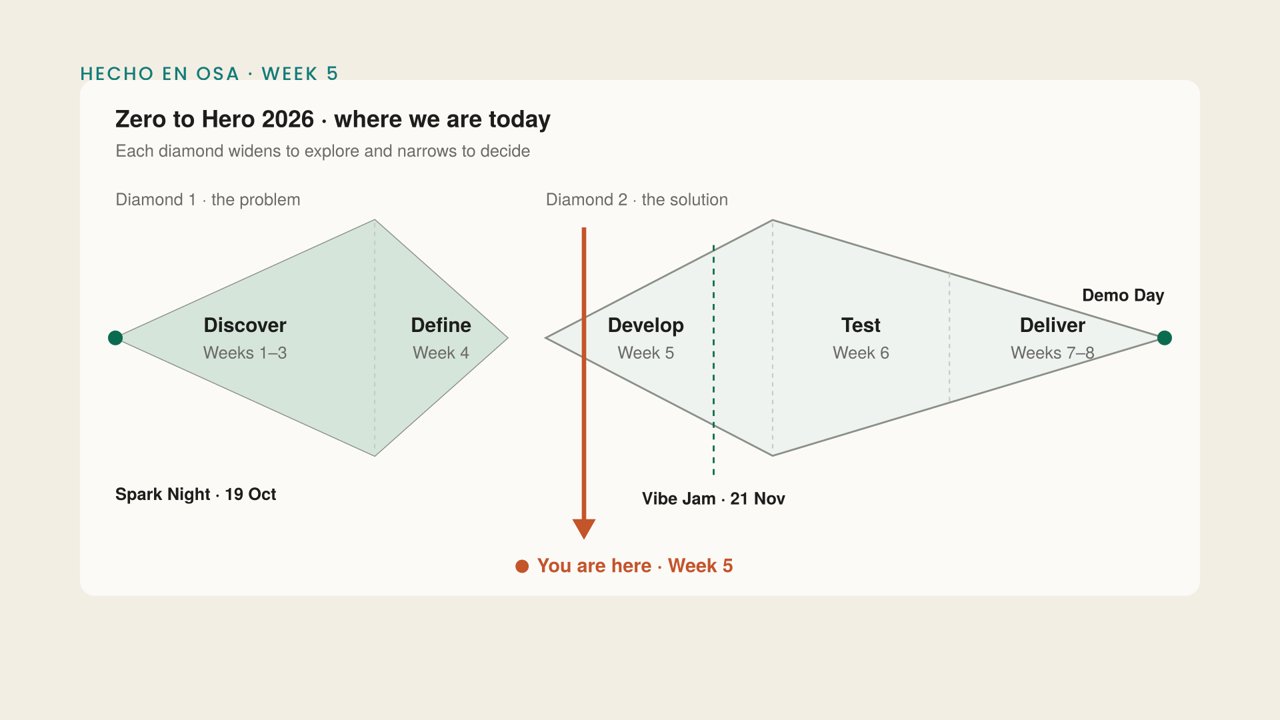 HECHO EN OSA · WEEK 5
Zero to Hero 2026 · where we are today
Each diamond widens to explore and narrows to decide
Diamond 1 · the problem
Diamond 2 · the solution
Demo Day
Discover
Weeks 1–3
Define
Week 4
Develop
Week 5
Test
Week 6
Deliver
Weeks 7–8
Spark Night · 19 Oct
Vibe Jam · 21 Nov
You are here · Week 5